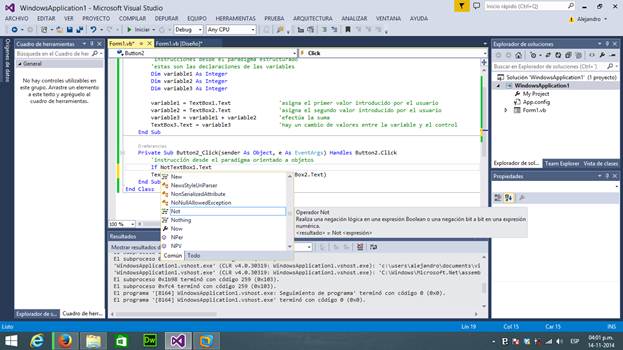 WindowsApplication1 - Microsoft Visual Studio
Inicio rápido (Ctrl+E)
ARCHIVO EDITAR VER PROYECTO COMPILAR DEPURAR EQUIPO HERRAMIENTAS PRUEBA ARQUITECTURA ANALIZAR VENTANA AYUDA
Alejandro
Iniciar Debug Any CPU
Orígenes de datos
Cuadro de herramientas
Buscar en el Cuadro de her
General
No hay controles utilizables en
este grupo. Arrastre un elemento
a este texto y agréguelo al
cuadro de herramientas.
Explorador de s... Cuadro de her...
Form1.vb* Form1.vb [Diseño]*
Button2 Click
'instrucciones desde el paradigma estructurado
'estas son las declaraciones de las variables
Dim variable1 As Integer
Dim variable2 As Integer
Dim variable3 As Integer
variable1 = TextBox1.Text 'asigna el primer valor introducido por el usuario
variable2 = TextBox2.Text 'asigna el segundo valor introducido por el usuario
variable3 = variable1 + variable2 'efectúa la suma
TextBox3.Text = variable3 'hay un cambio de valores entre la variable y el control
End Sub
0 referencias
Private Sub Button2_Click(sender As Object, e As EventArgs) Handles Button2.Click
'instrucción desde el paradigma orientado a objetos
If NotTextBox1.Text
Tex Box2.Text)
End Su
End Class
New
NewsStyleUriParser
NonSerializedAttribute
NoNullAllowedException
Not
Nothing
Now
NPer
NPV
Común Todo
Operador Not
Realiza una negación lógica en una expresión Boolean o una negación bit a bit en una expresión
numérica.
<resultado> = Not <expresión>
100 %
Resultados
Mostrar resultados d
El subproceso
'WindowsApplication1.vshost.exe' (CLR v4.0.30319: WindowsApplication1.vshost.exe): 'c:\users\alejandro\documents\vi
'WindowsApplication1.vshost.exe' (CLR v4.0.30319: WindowsApplication1.vshost.exe): 'C:\Windows\Microsoft.Net\assemb
El subproceso 0x1b98 terminó con código 259 (0x103).
El subproceso 0xfc4 terminó con código 259 (0x103).
El programa '[8164] WindowsApplication1.vshost.exe: Seguimiento de programa' terminó con código 0 (0x0).
El programa '[8164] WindowsApplication1.vshost.exe' terminó con código 0 (0x0).
Explorador de soluciones
Buscar en Explorador de soluciones
Solución 'WindowsApplication1' (1 proyecto)
WindowsApplication1
My Project
App.config
Form1.vb
Explorador de sol... Team Explorer Vista de clases
Propiedades
Listo Lín 19 Col 15 Car 15 INS
ESP
04:01 p.m.
14-11-2014